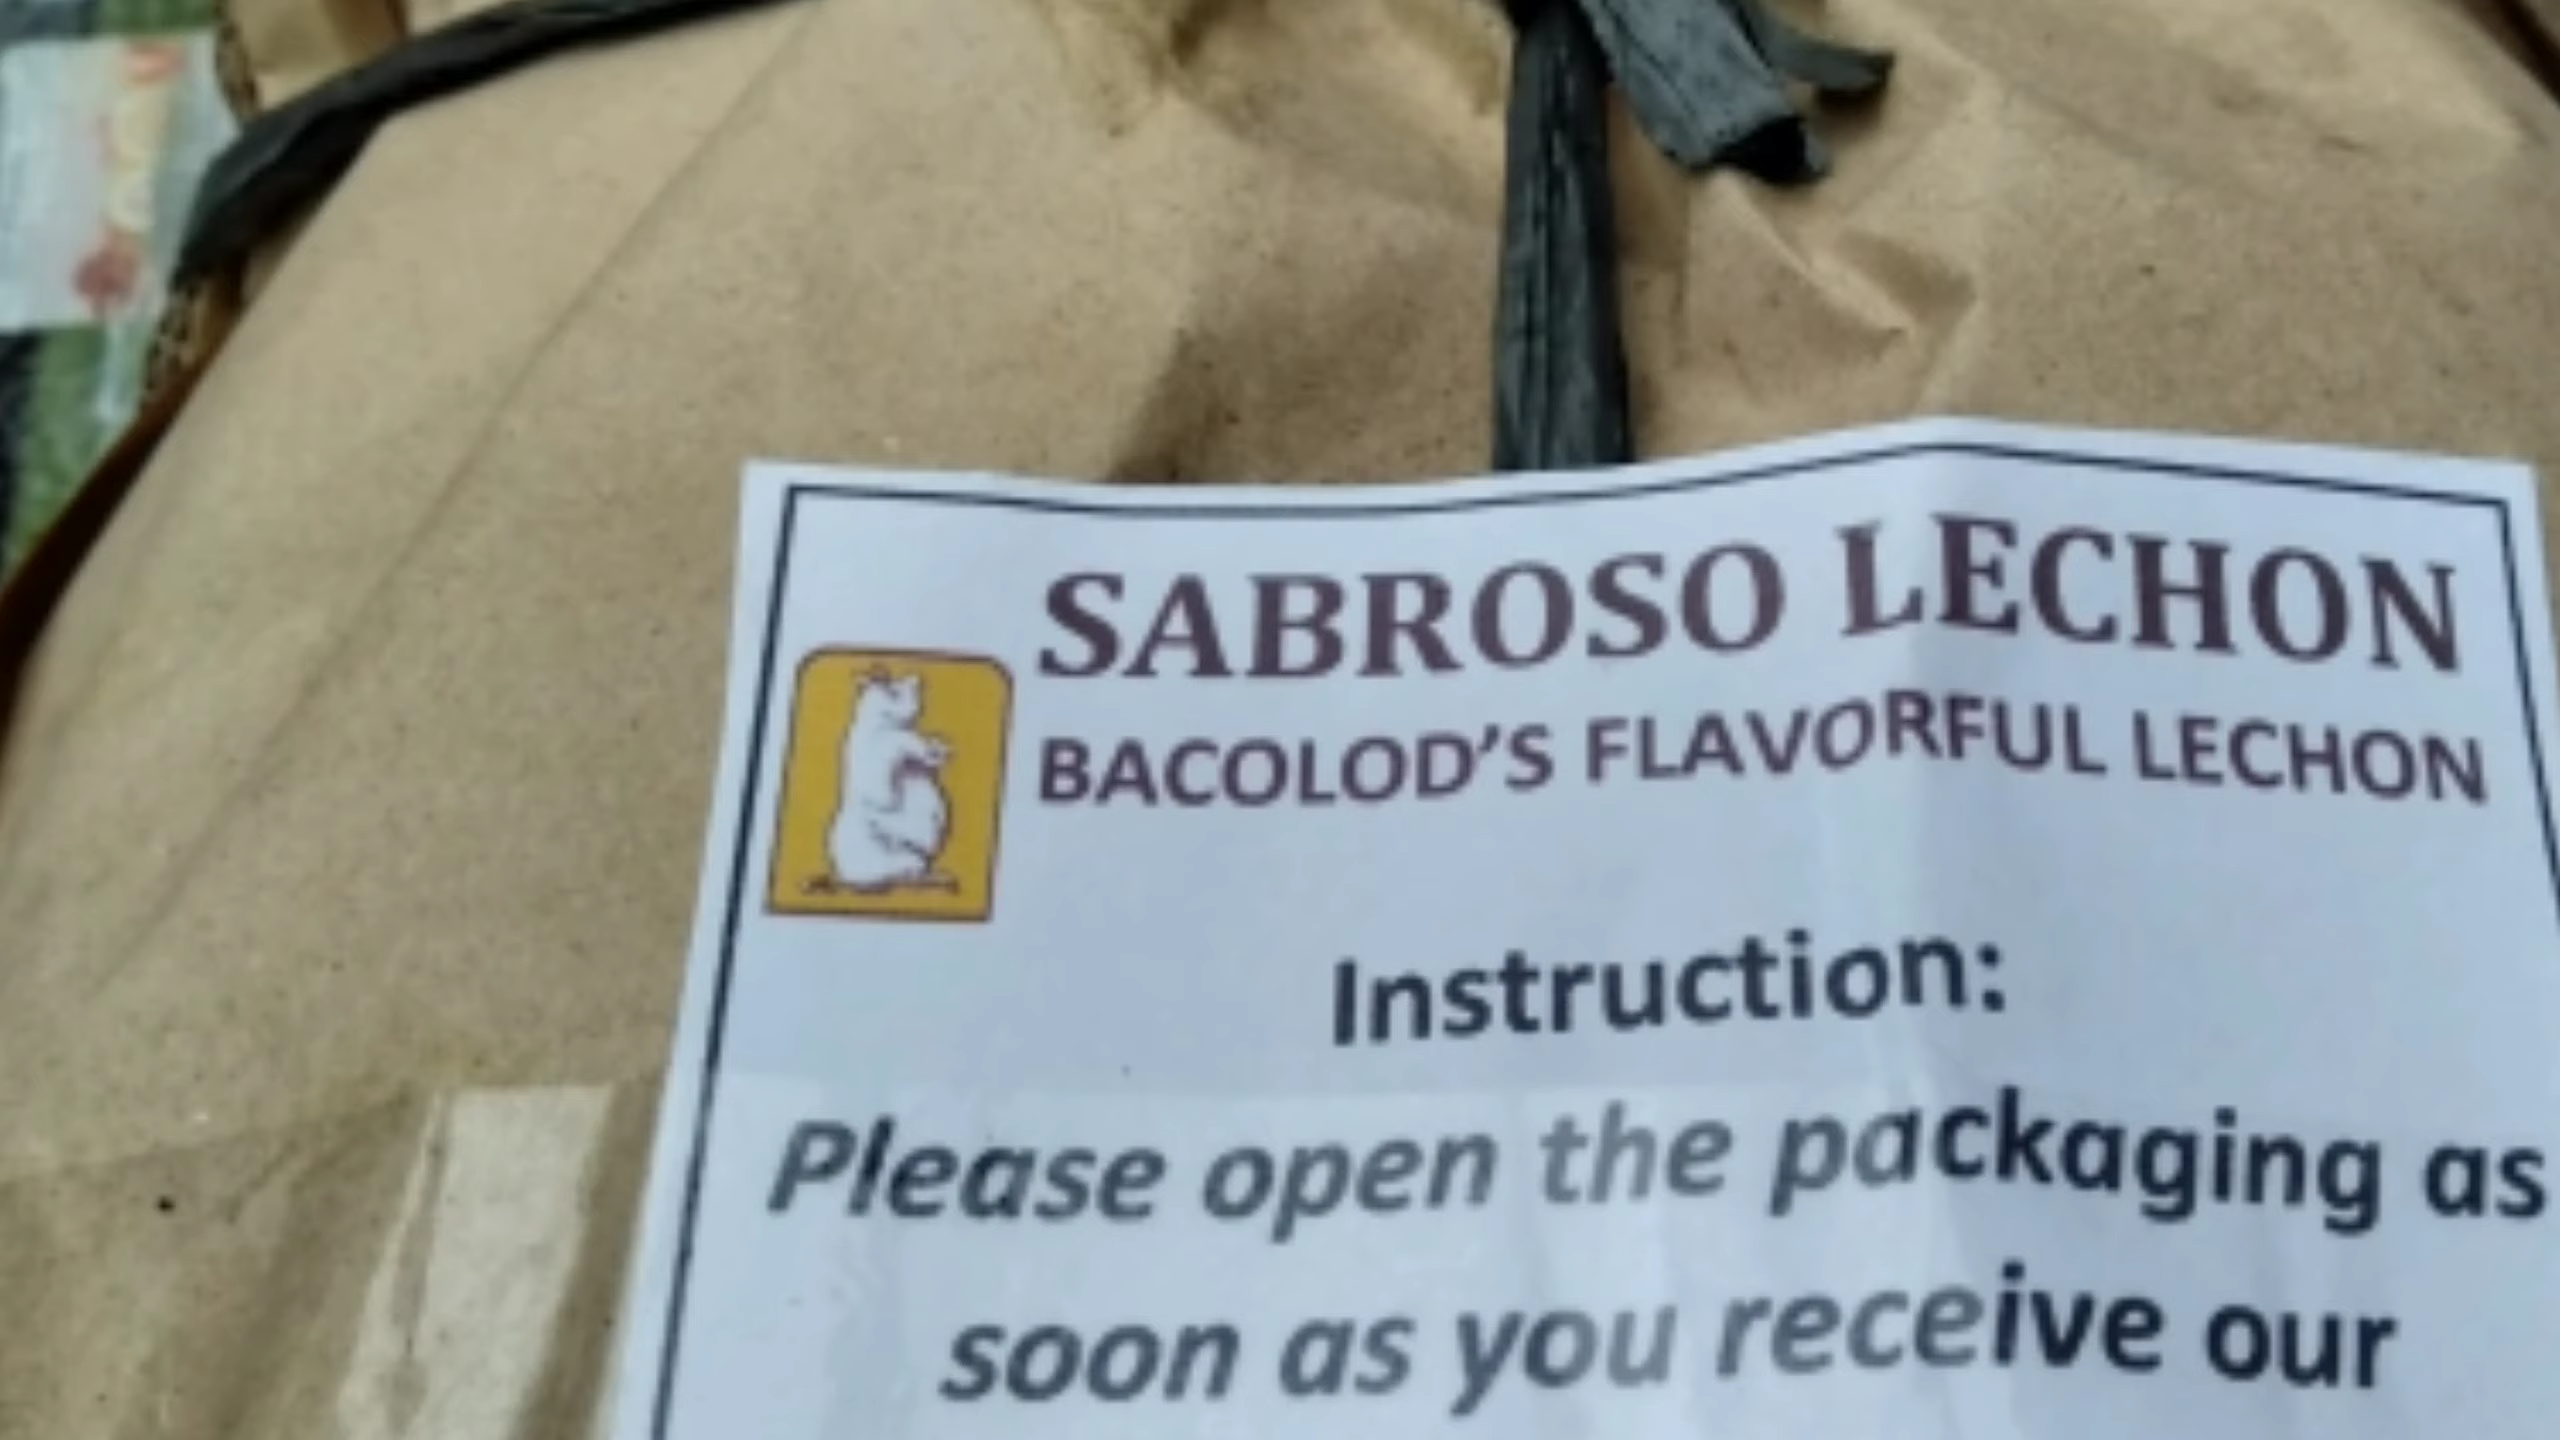 SABROSO LECHON
BACOLOD'S FLAVORFUL LECHON
Instruction:
Please open the packaging as
soon as you receive our